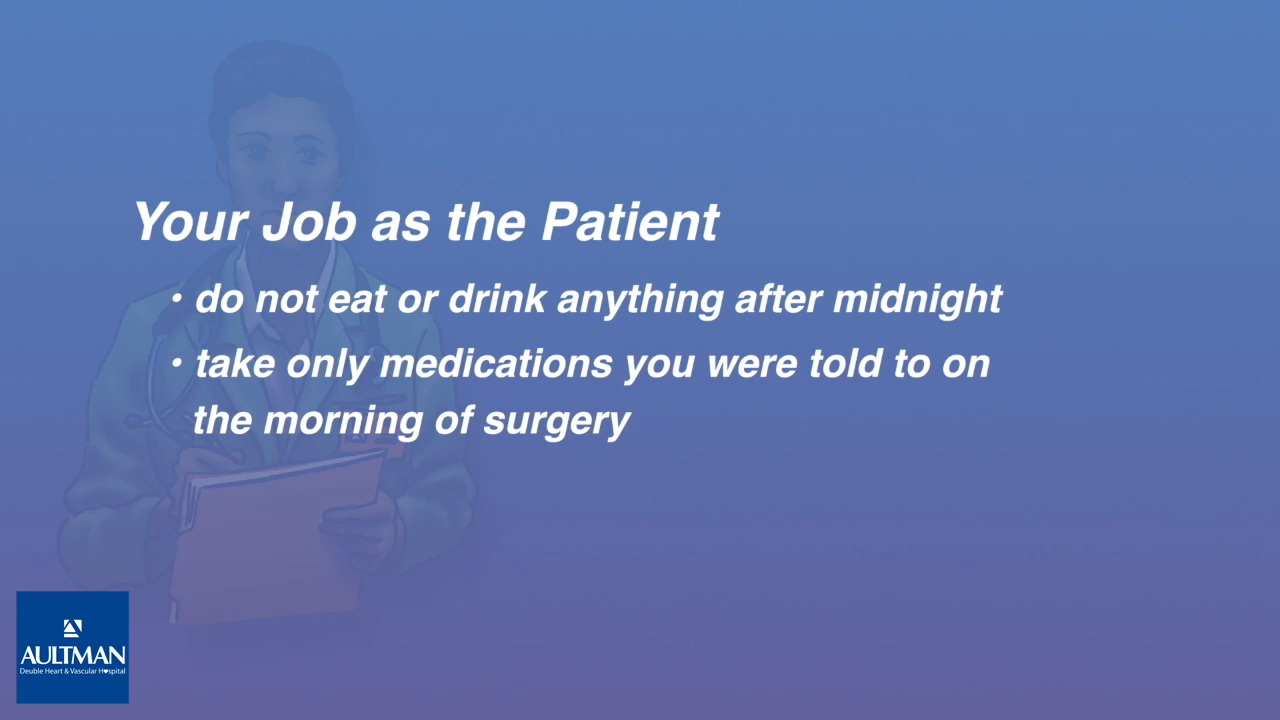 Your Job as the Patient
• do not eat or drink anything after midnight
• take only medications you were told to on
the morning of surgery
AULTMAN
Deuble Heart & Vascular Hospital